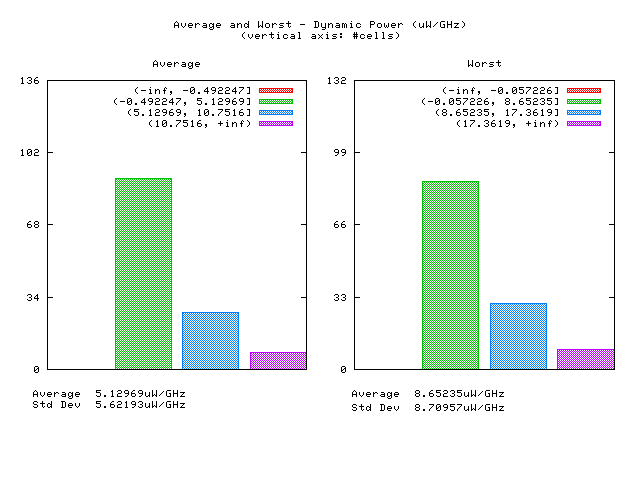 Average and Worst - Dynamic Power (uW/GHz)
(vertical axis: #cells)
Average
136
102
68
34
0
(-inf, -0.492247]
(-0.492247, 5.12969]
(5.12969, 10.7516]
(10.7516, +inf)
Average 5.12969uW/GHz
Std Dev 5.62193uW/GHz
Worst
132
99
66
33
0
(-inf, -0.057226]
(-0.057226, 8.65235]
(8.65235, 17.3619]
(17.3619, +inf)
Average 8.65235uW/GHz
Std Dev 8.70957uW/GHz